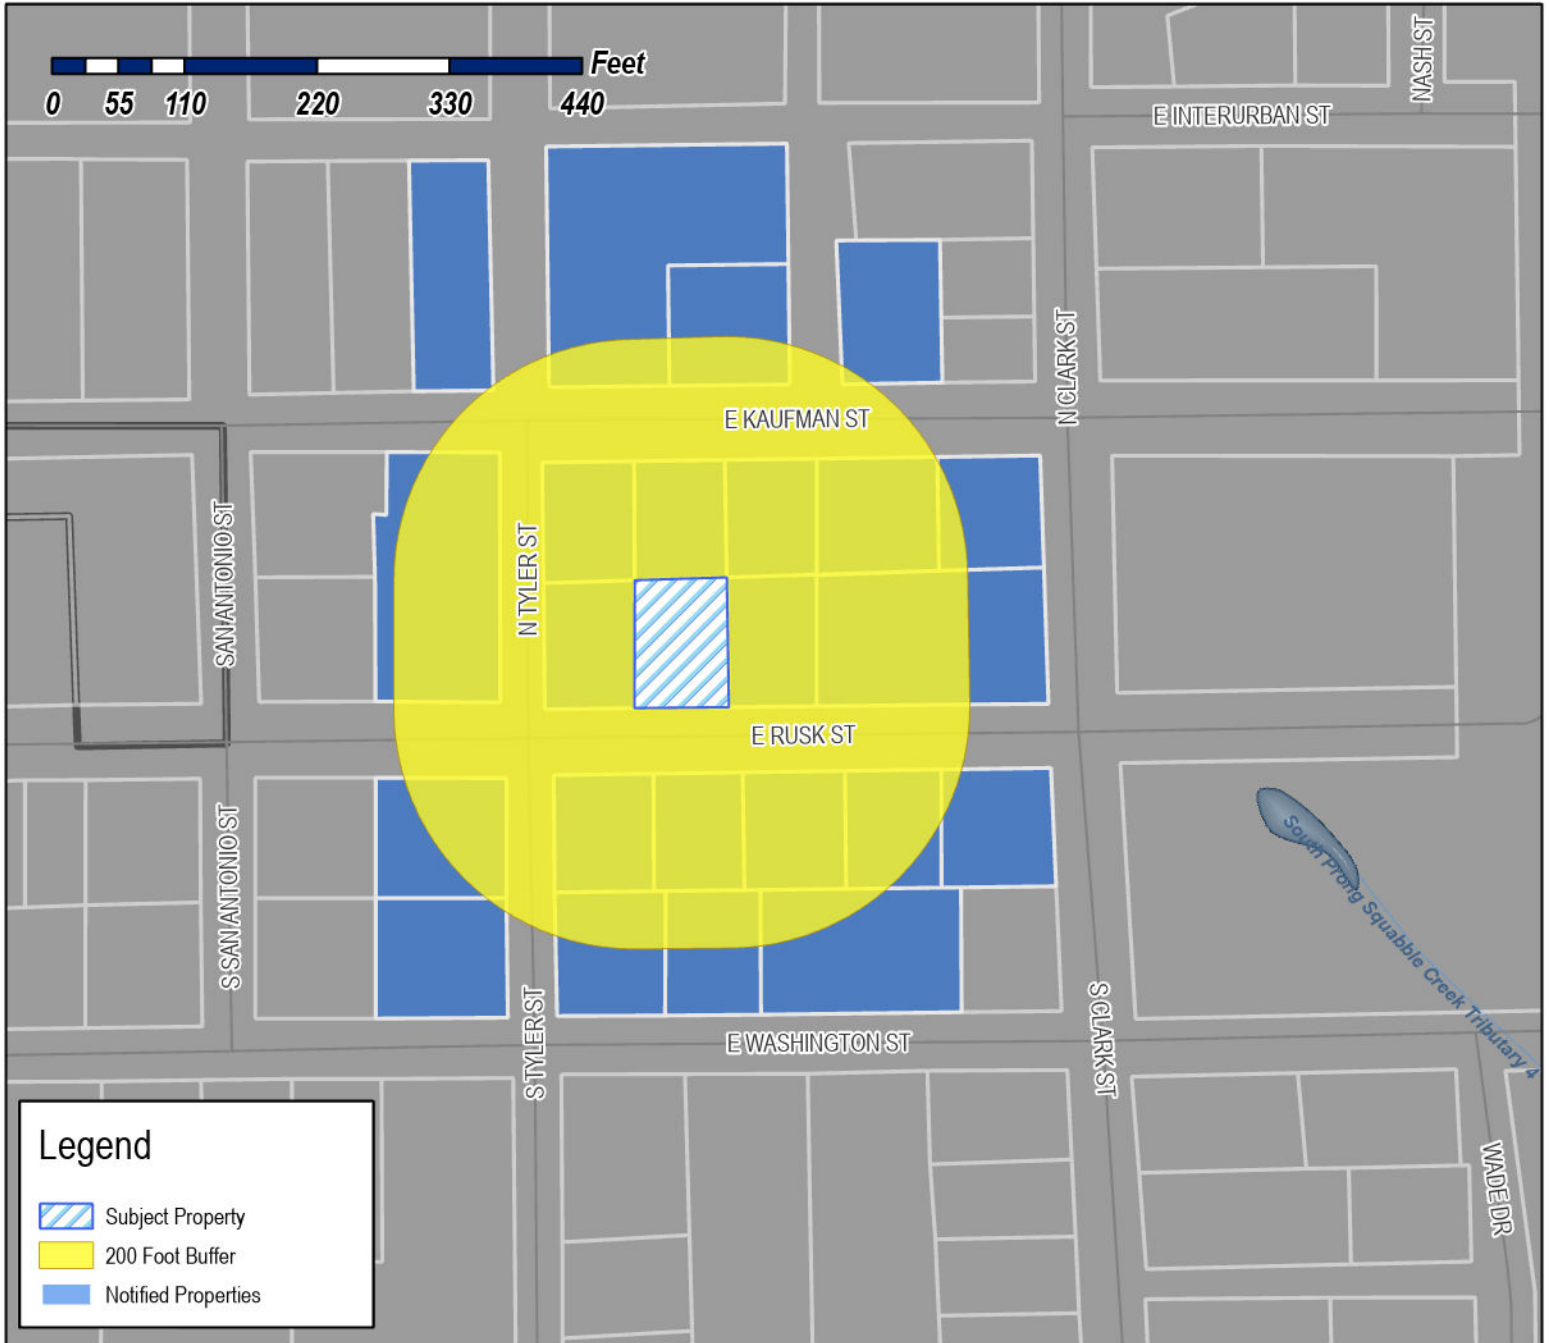 Feet
0 55 110 220 330 440
NASH ST
E INTERURBAN ST
N CLARK ST
E KAUFMAN ST
SAN ANTONIO ST
N TYLER ST
E RUSK ST
S SAN ANTONIO ST
South Prong Squabble Creek Tributary 4
S TYLER ST
S CLARK ST
E WASHINGTON ST
WADE DR
Legend
Subject Property
200 Foot Buffer
Notified Properties